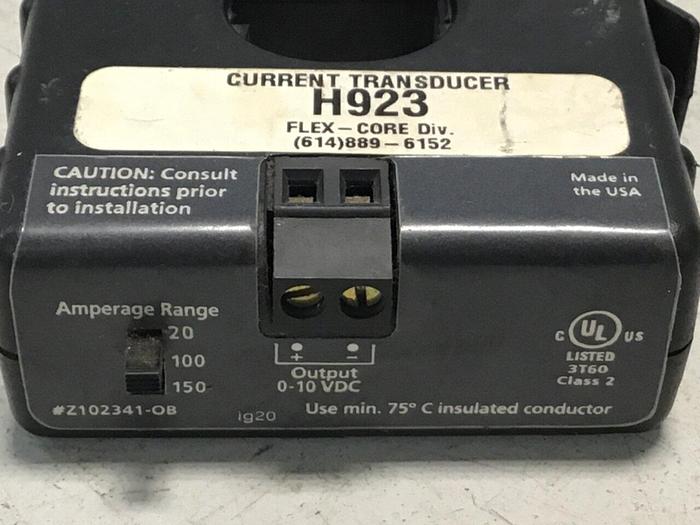 CURRENT TRANSDUCER
H923
FLEX-CORE Div.
(614)889-6152
CAUTION: Consult
instructions prior
to installation
Made in
the USA
Amperage Range
20
100
150
+ -
Output
0-10 VDC
C UL US
LISTED
3T60
Class 2
#Z102341-OB
ig20
Use min. 75° C insulated conductor